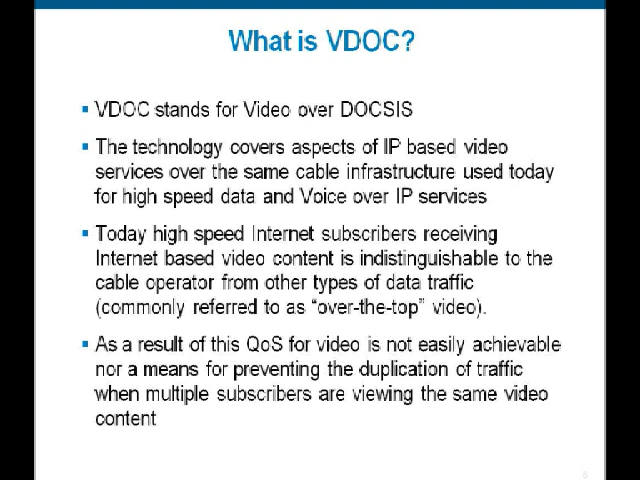 What is VDOC?
▪ VDOC stands for Video over DOCSIS
▪ The technology covers aspects of IP based video
services over the same cable infrastructure used today
for high speed data and Voice over IP services
▪ Today high speed Internet subscribers receiving
Internet based video content is indistinguishable to the
cable operator from other types of data traffic
(commonly referred to as “over-the-top” video).
▪ As a result of this QoS for video is not easily achievable
nor a means for preventing the duplication of traffic
when multiple subscribers are viewing the same video
content